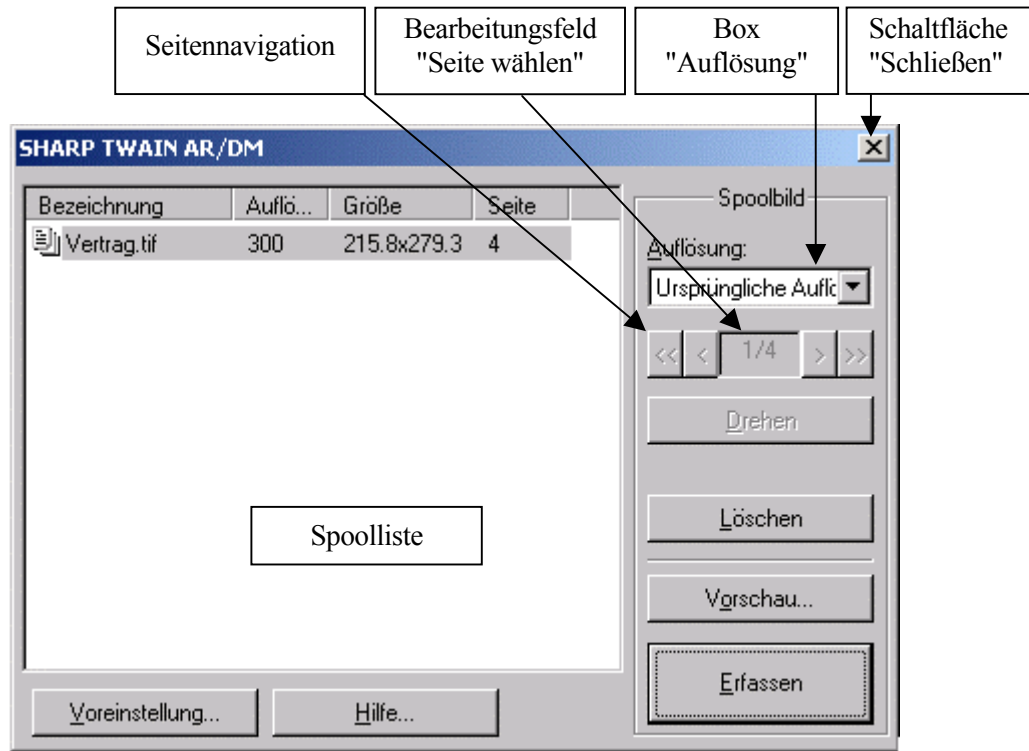 Seitennavigation
Bearbeitungsfeld
"Seite wählen"
Box
"Auflösung"
Schaltfläche
"Schließen"
SHARP TWAIN AR/DM
Bezeichnung Auflö... Größe Seite
Vertrag.tif 300 215.8x279.3 4
Spoolbild
Auflösung:
Ursprüngliche Auflö
<< < 1/4 > >>
Drehen
Spoolliste
Löschen
Vorschau...
Erfassen
Voreinstellung... Hilfe...